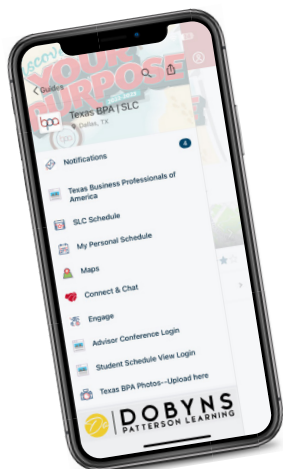 Discover
YOUR
PURPOSE
Guides
bpa
Texas BPA | SLC
Dallas, TX
Notifications
4
Texas Business Professionals of
America
SLC Schedule
My Personal Schedule
Maps
Connect & Chat
Engage
Advisor Conference Login
Student Schedule View Login
Texas BPA Photos--Upload here
DOBYNS
PATTERSON LEARNING